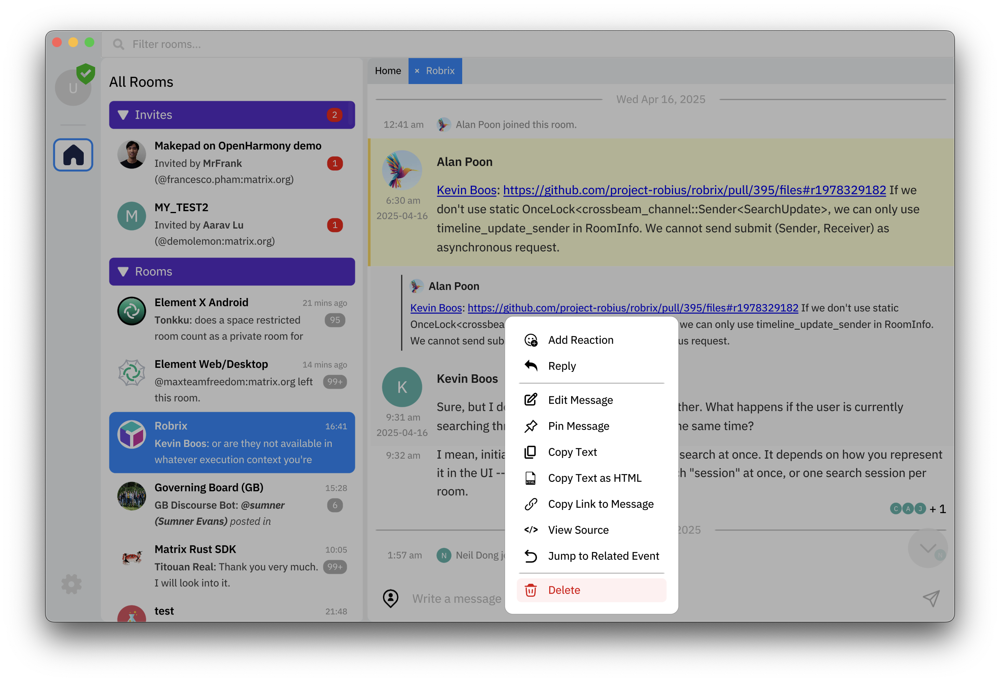 Filter rooms...
U
All Rooms
Invites
2
Makepad on OpenHarmony demo
Invited by MrFrank
(@francesco.pham:matrix.org)
1
M
MY_TEST2
Invited by Aarav Lu
(@demolemon:matrix.org)
1
Rooms
Element X Android
21 mins ago
Tonkku: does a space restricted
room count as a private room for
95
Element Web/Desktop
14 mins ago
@maxteamfreedom:matrix.org left
this room.
99+
Robrix
16:41
Kevin Boos: or are they not available in
whatever execution context you're
Governing Board (GB)
15:28
GB Discourse Bot: @sumner
(Sumner Evans) posted in
6
Matrix Rust SDK
10:05
Titouan Real: Thank you very much.
I will look into it.
99+
test
21:48
Home
× Robrix
Wed Apr 16, 2025
12:41 am
Alan Poon joined this room.
Alan Poon
6:30 am
2025-04-16
Kevin Boos: https://github.com/project-robius/robrix/pull/395/files#r1978329182 If we
don't use static OnceLock<crossbeam_channel::Sender<SearchUpdate>, we can only use
timeline_update_sender in RoomInfo. We cannot send submit (Sender, Receiver) as
asynchronous request.
Alan Poon
Kevin Boos: https://github.com/project-robius/robrix/pull/395/files#r1978329182 If we don't use static
OnceLock<crossbea we can only use timeline_update_sender in RoomInfo.
We cannot send sub us request.
K
Kevin Boos
9:31 am
2025-04-16
Sure, but I d ther. What happens if the user is currently
searching thr he same time?
9:32 am
I mean, initia search at once. It depends on how you represent
it in the UI -- ch "session" at once, or one search session per
room.
C A J + 1
2025
1:57 am
N
Neil Dong j
N
Write a message
Add Reaction
Reply
Edit Message
Pin Message
Copy Text
HTML
Copy Text as HTML
Copy Link to Message
</> View Source
Jump to Related Event
Delete